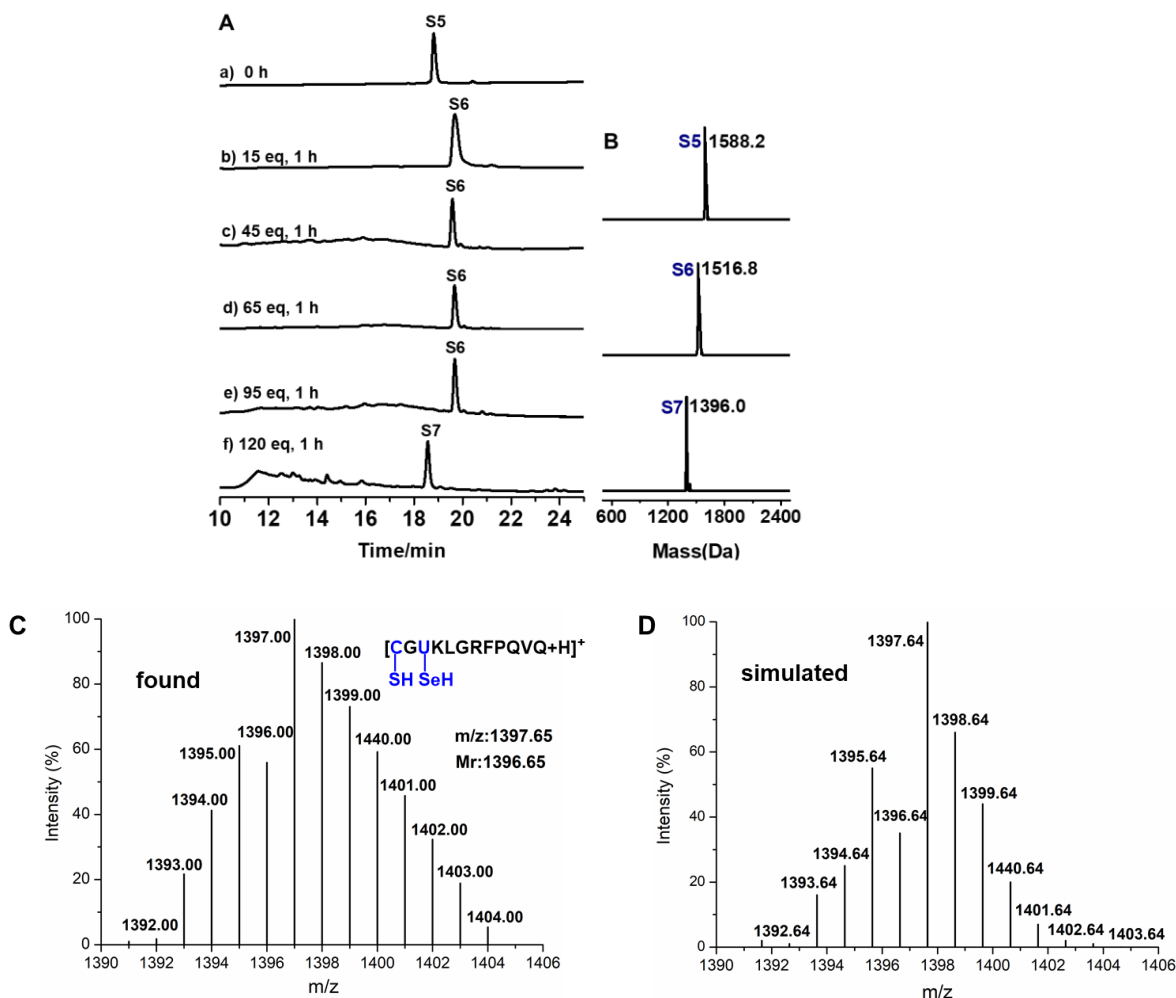 A
S5
a) 0 h
S6
b) 15 eq, 1 h
S6
c) 45 eq, 1 h
S6
d) 65 eq, 1 h
S6
e) 95 eq, 1 h
S7
f) 120 eq, 1 h
10 12 14 16 18 20 22 24
Time/min
B
S5 1588.2
S6 1516.8
S7 1396.0
600 1200 1800 2400
Mass(Da)
C
found
[CGUKLGRFPQVQ+H]+
SH SeH
m/z:1397.65
Mr:1396.65
1392.00
1393.00
1394.00
1395.00
1396.00
1397.00
1398.00
1399.00
1440.00
1401.00
1402.00
1403.00
1404.00
100
80
60
40
20
0
Intensity (%)
1390 1392 1394 1396 1398 1400 1402 1404 1406
m/z
D
simulated
1392.64
1393.64
1394.64
1395.64
1396.64
1397.64
1398.64
1399.64
1440.64
1401.64
1402.64
1403.64
100
80
60
40
20
0
Intensity (%)
1390 1392 1394 1396 1398 1400 1402 1404 1406
m/z